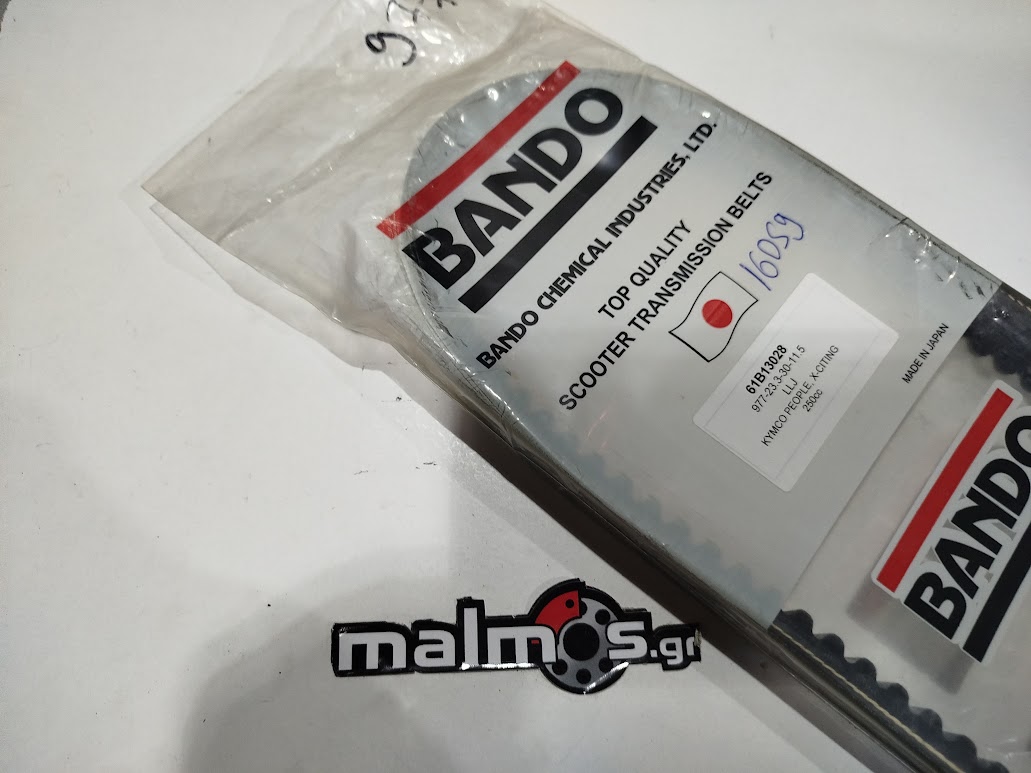 BANDO
BANDO CHEMICAL INDUSTRIES, LTD.
TOP QUALITY
SCOOTER TRANSMISSION BELTS
16059
61B13028
977-23.3-30-11.5
LLJ
KYMCO PEOPLE, X-CITING
250cc
MADE IN JAPAN
BANDO
malmos.gr